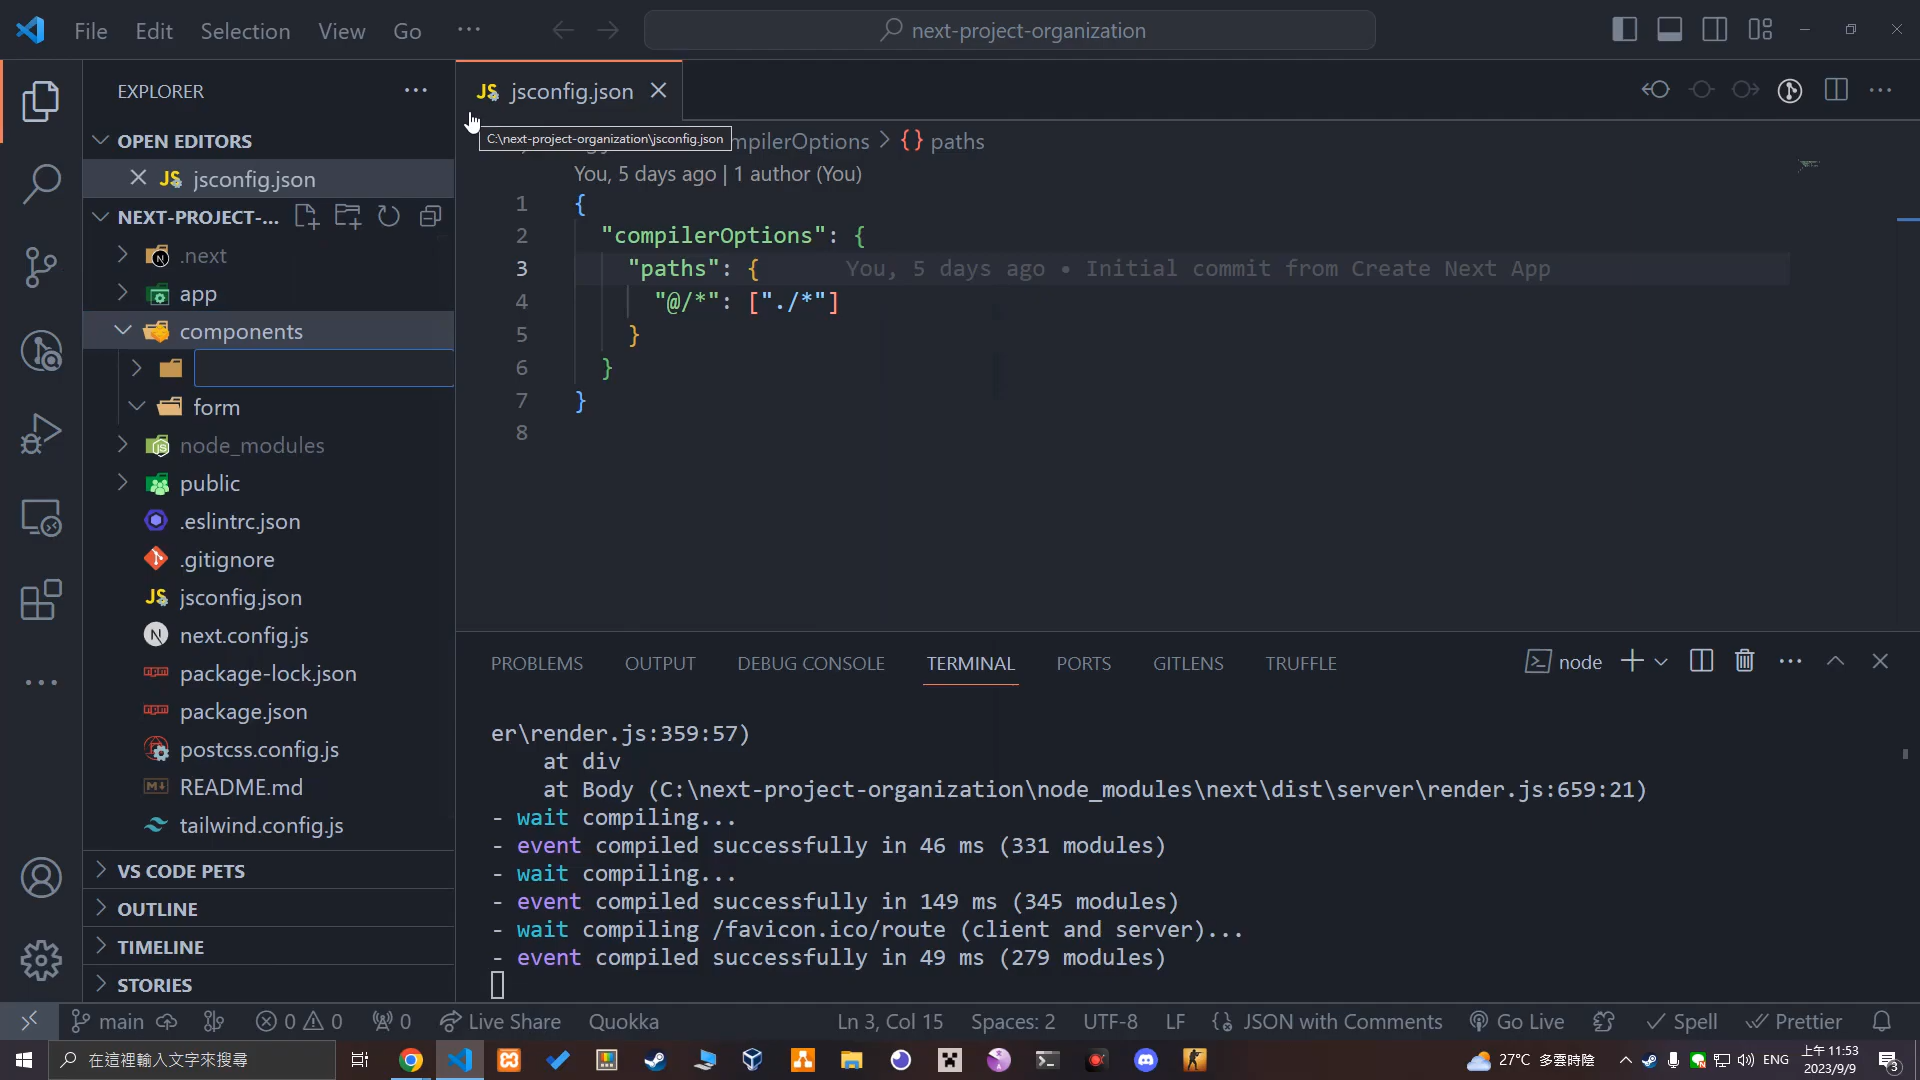 File Edit Selection View Go ···
next-project-organization
EXPLORER
OPEN EDITORS
JS jsconfig.json
NEXT-PROJECT-...
.next
app
components
form
node_modules
public
.eslintrc.json
.gitignore
JS jsconfig.json
next.config.js
package-lock.json
package.json
postcss.config.js
README.md
tailwind.config.js
VS CODE PETS
OUTLINE
TIMELINE
STORIES
JS jsconfig.json
C:\next-project-organization\jsconfig.json
mpilerOptions > {} paths
You, 5 days ago | 1 author (You)
1 {
2 "compilerOptions": {
3 "paths": { You, 5 days ago • Initial commit from Create Next App
4 "@/*": ["./*"]
5 }
6 }
7 }
8
PROBLEMS OUTPUT DEBUG CONSOLE TERMINAL PORTS GITLENS TRUFFLE
node
er\render.js:359:57)
at div
at Body (C:\next-project-organization\node_modules\next\dist\server\render.js:659:21)
- wait compiling...
- event compiled successfully in 46 ms (331 modules)
- wait compiling...
- event compiled successfully in 149 ms (345 modules)
- wait compiling /favicon.ico/route (client and server)...
- event compiled successfully in 49 ms (279 modules)
main 0 0 0 Live Share Quokka Ln 3, Col 15 Spaces: 2 UTF-8 LF {} JSON with Comments Go Live Spell Prettier
在這裡輸入文字來搜尋
27°C 多雲時陰
ENG
上午 11:53
2023/9/9
3